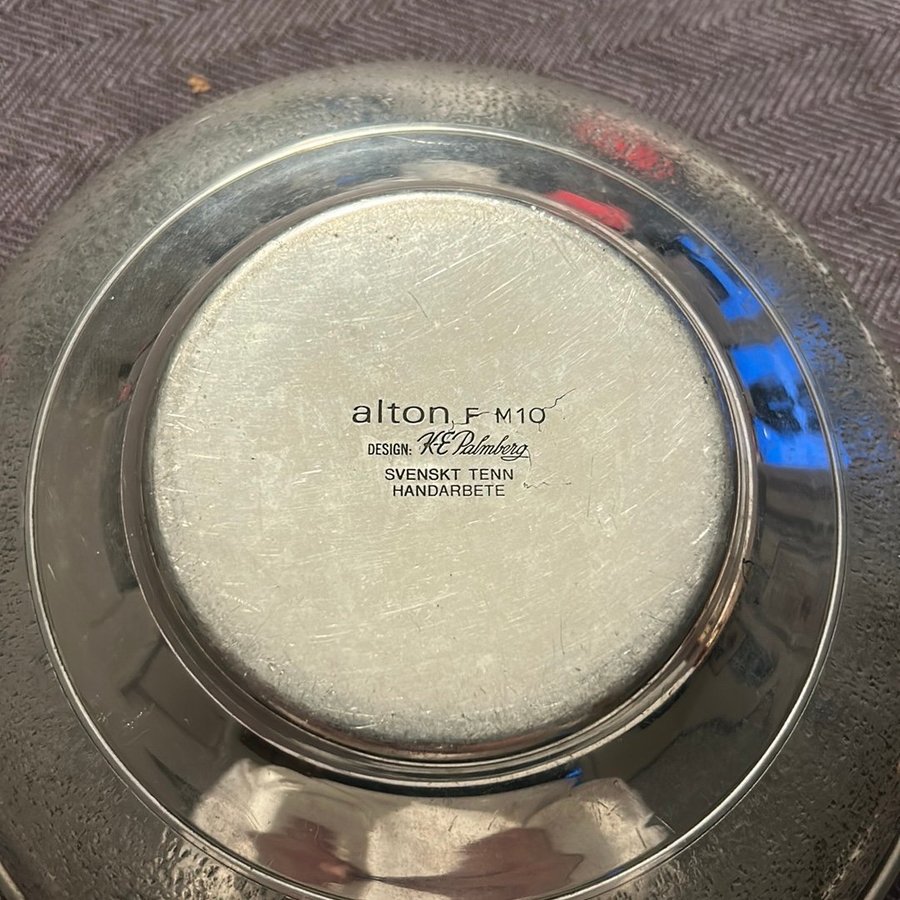 alton F M10
DESIGN: K-E Palmberg
SVENSKT TENN
HANDARBETE